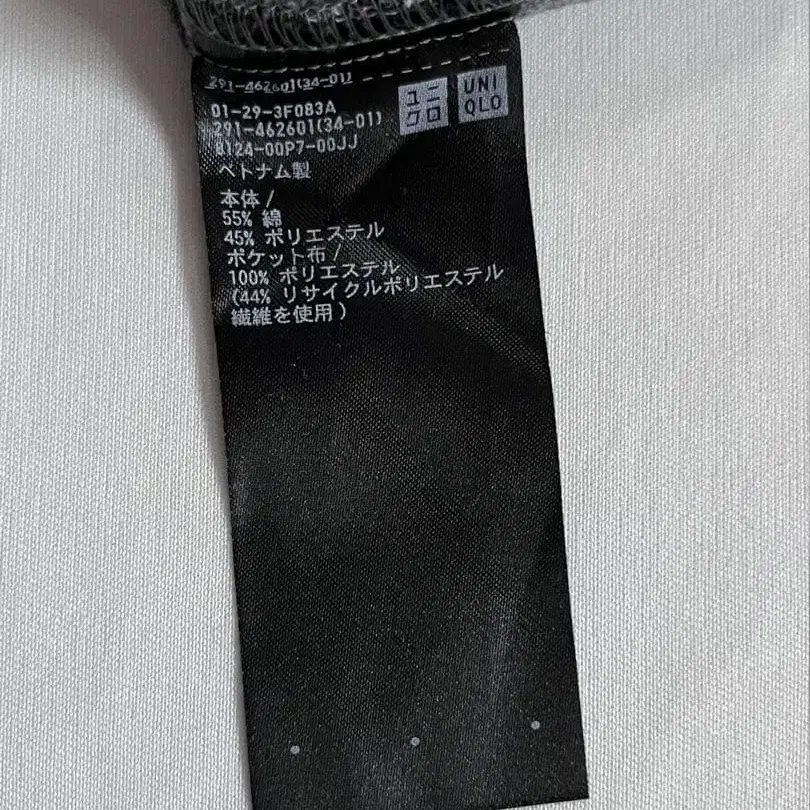 291-462601(34-01)
01-29-3F083A
291-462601(34-01)
8124-00P7-00JJ
ベトナム製
本体/
55% 綿
45% ポリエステル
ポケット布/
100% ポリエステル
(44% リサイクルポリエステル
繊維を使用)
ユニ
クロ
UNI
QLO